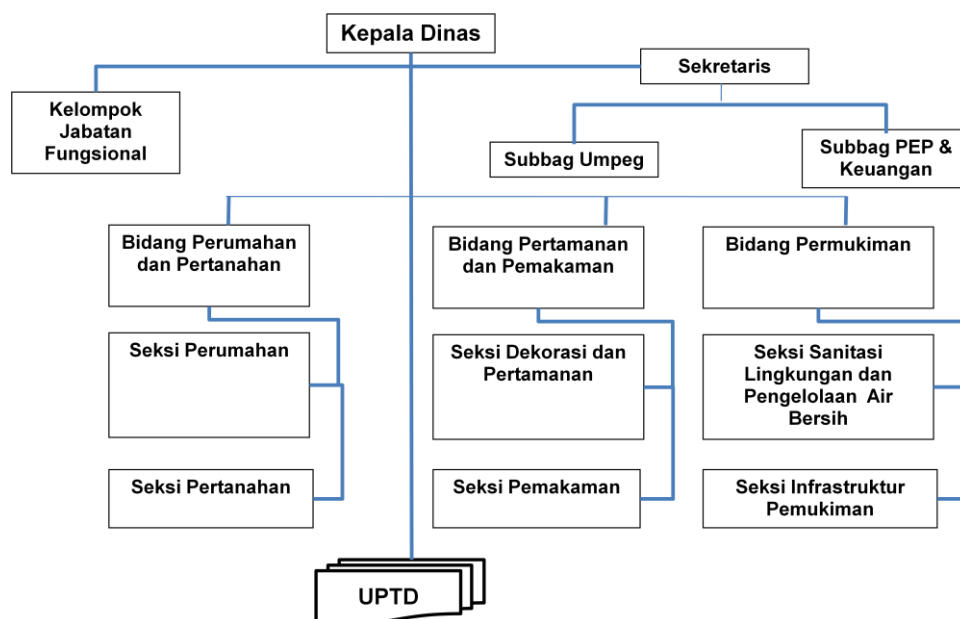 Kepala Dinas
Sekretaris
Kelompok
Jabatan
Fungsional
Subbag Umpeg
Subbag PEP &
Keuangan
Bidang Perumahan
dan Pertanahan
Bidang Pertamanan
dan Pemakaman
Bidang Permukiman
Seksi Perumahan
Seksi Dekorasi dan
Pertamanan
Seksi Sanitasi
Lingkungan dan
Pengelolaan Air
Bersih
Seksi Pertanahan
Seksi Pemakaman
Seksi Infrastruktur
Pemukiman
UPTD